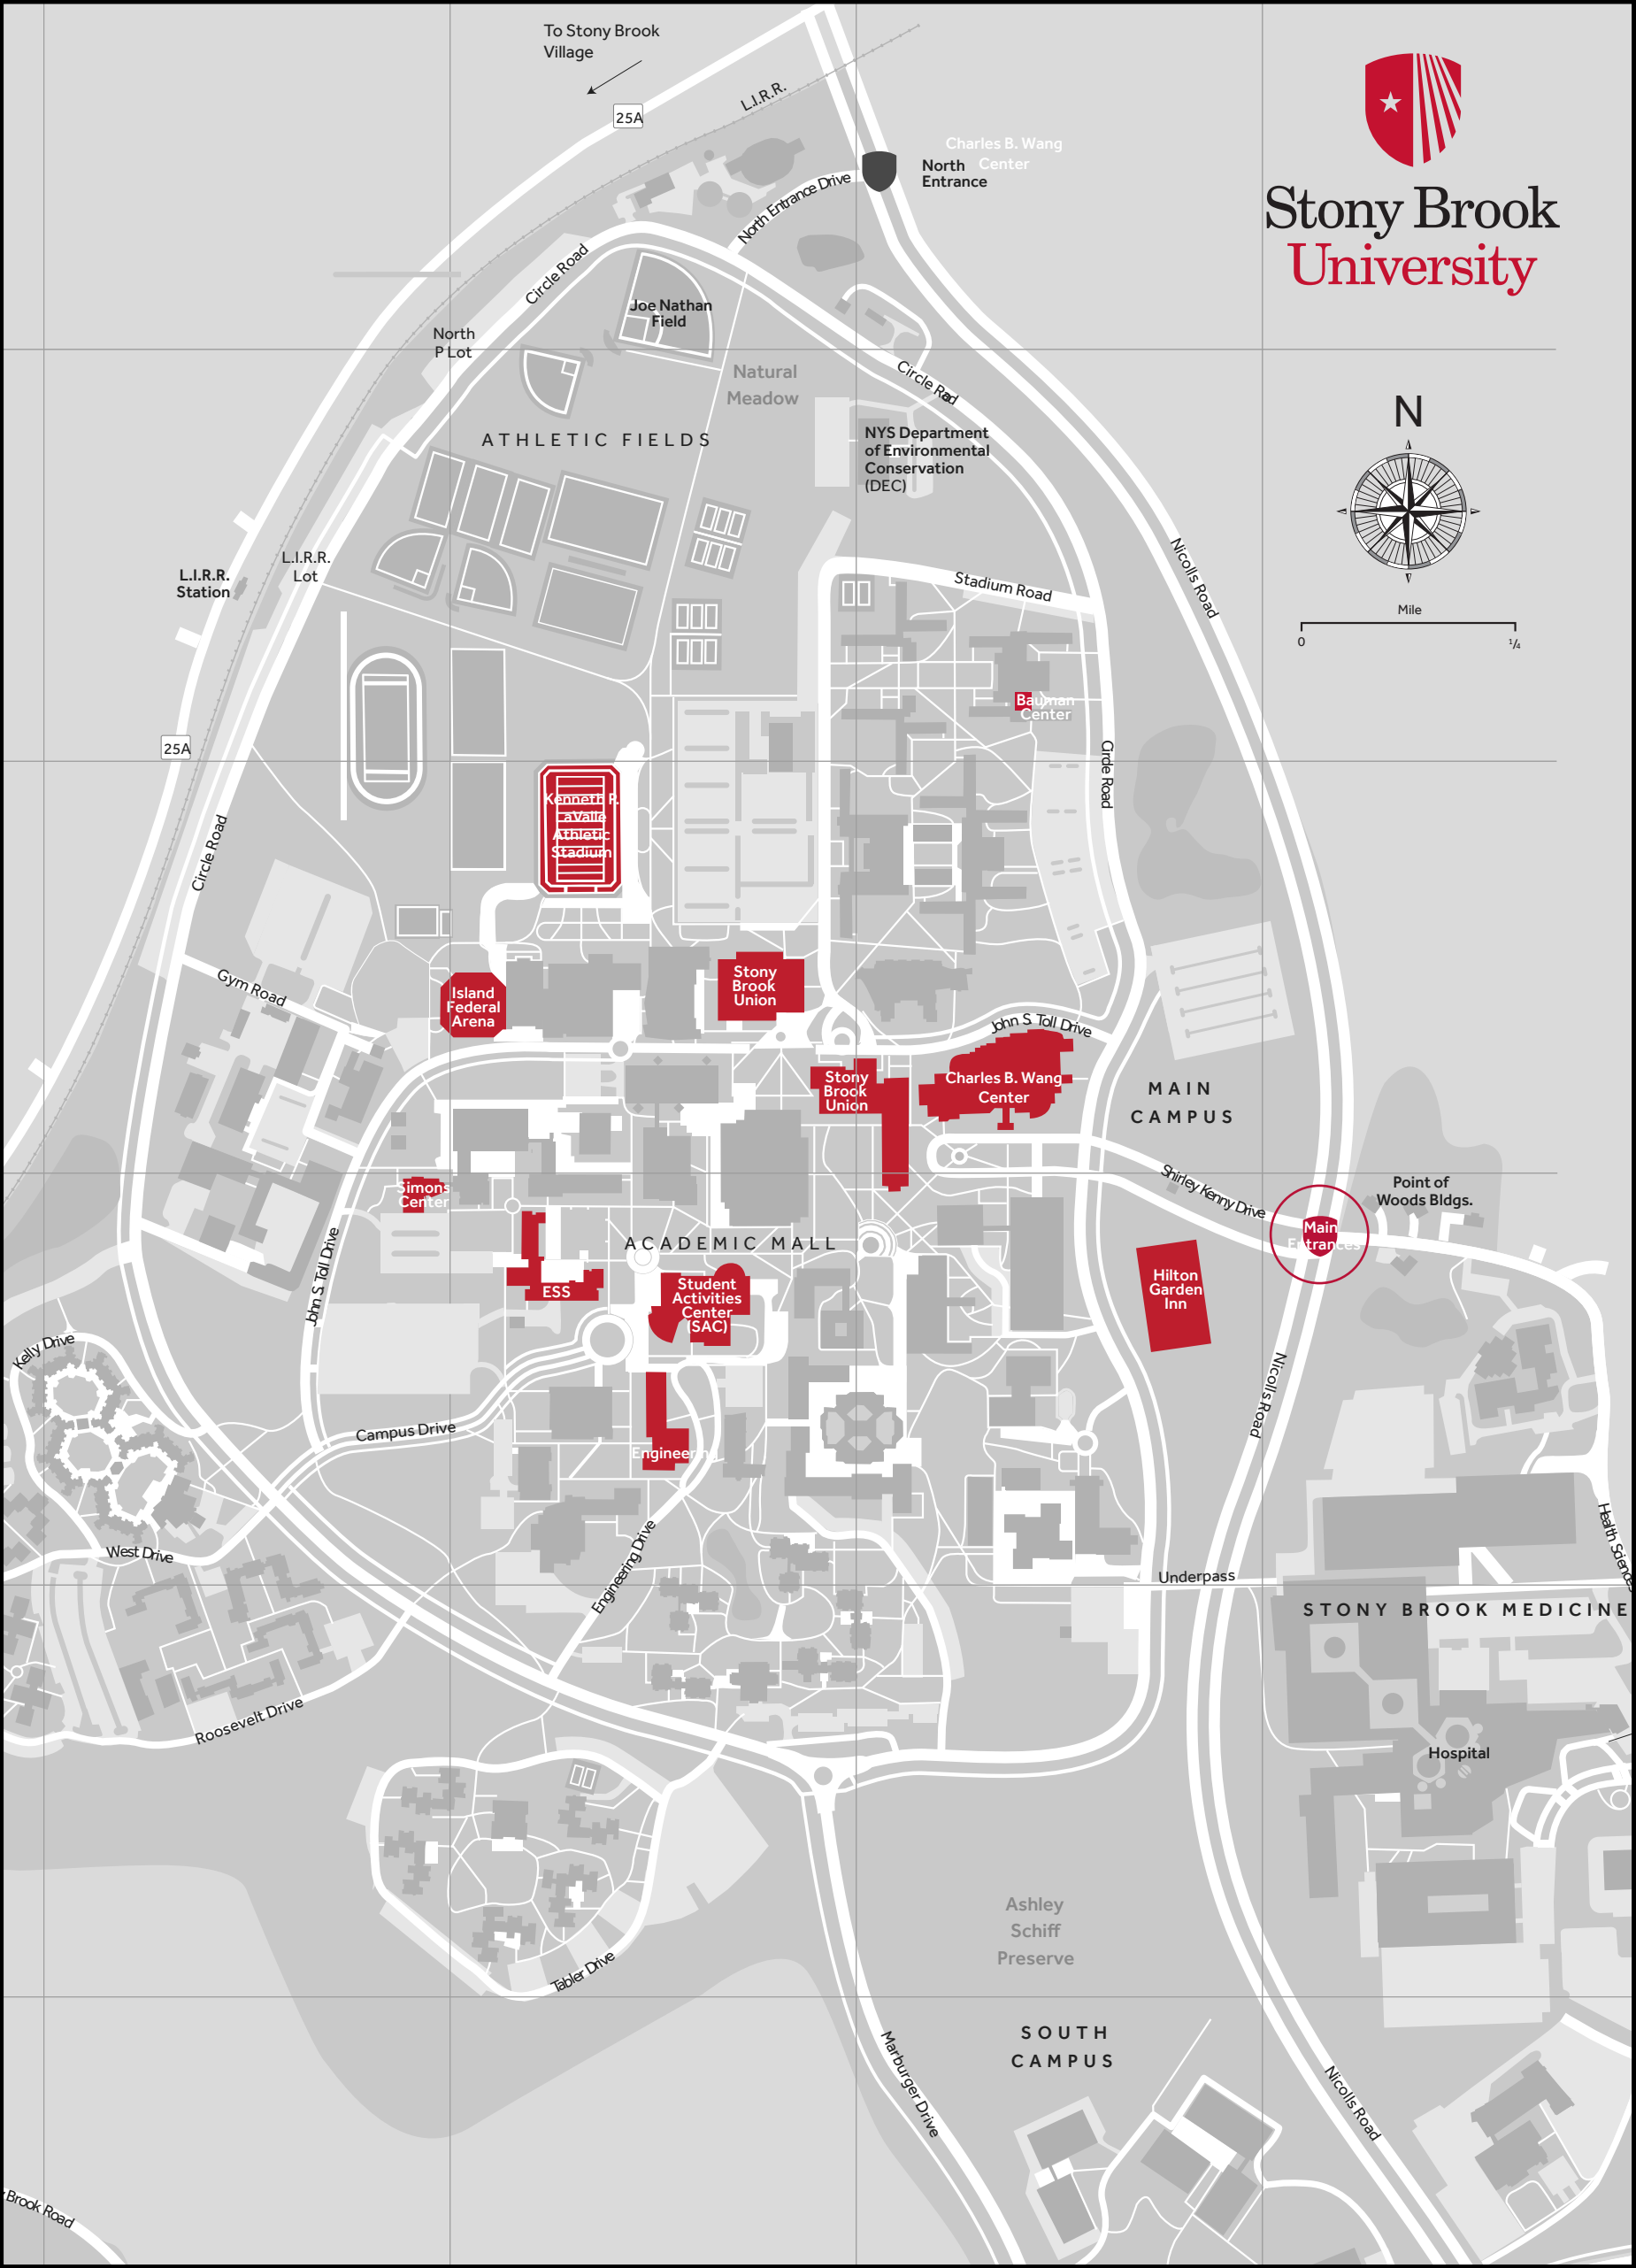 To Stony Brook
Village
25A
L.I.R.R.
Charles B. Wang
Center
North
Entrance
North Entrance Drive
Stony Brook
University
Circle Road
Joe Nathan
Field
North
P Lot
Natural
Meadow
Circle Road
N
ATHLETIC FIELDS
NYS Department
of Environmental
Conservation
(DEC)
L.I.R.R.
Lot
L.I.R.R.
Station
Stadium Road
Nicolls Road
Mile
0
1/4
Bauman
Center
25A
Circle Road
Kenneth P.
LaValle
Athletic
Stadium
Circle Road
Gym Road
Island
Federal
Arena
Stony
Brook
Union
John S. Toll Drive
Stony
Brook
Union
Charles B. Wang
Center
MAIN
CAMPUS
Shirley Kenny Drive
Point of
Woods Bldgs.
Simons
Center
Main
Entrances
ACADEMIC MALL
John S. Toll Drive
ESS
Student
Activities
Center
(SAC)
Hilton
Garden
Inn
Kelly Drive
Nicolls Road
Campus Drive
Engineering
West Drive
Engineering Drive
Underpass
Health Sciences
STONY BROOK MEDICINE
Roosevelt Drive
Hospital
Ashley
Schiff
Preserve
Tabler Drive
SOUTH
CAMPUS
Marburger Drive
Nicolls Road
Brook Road